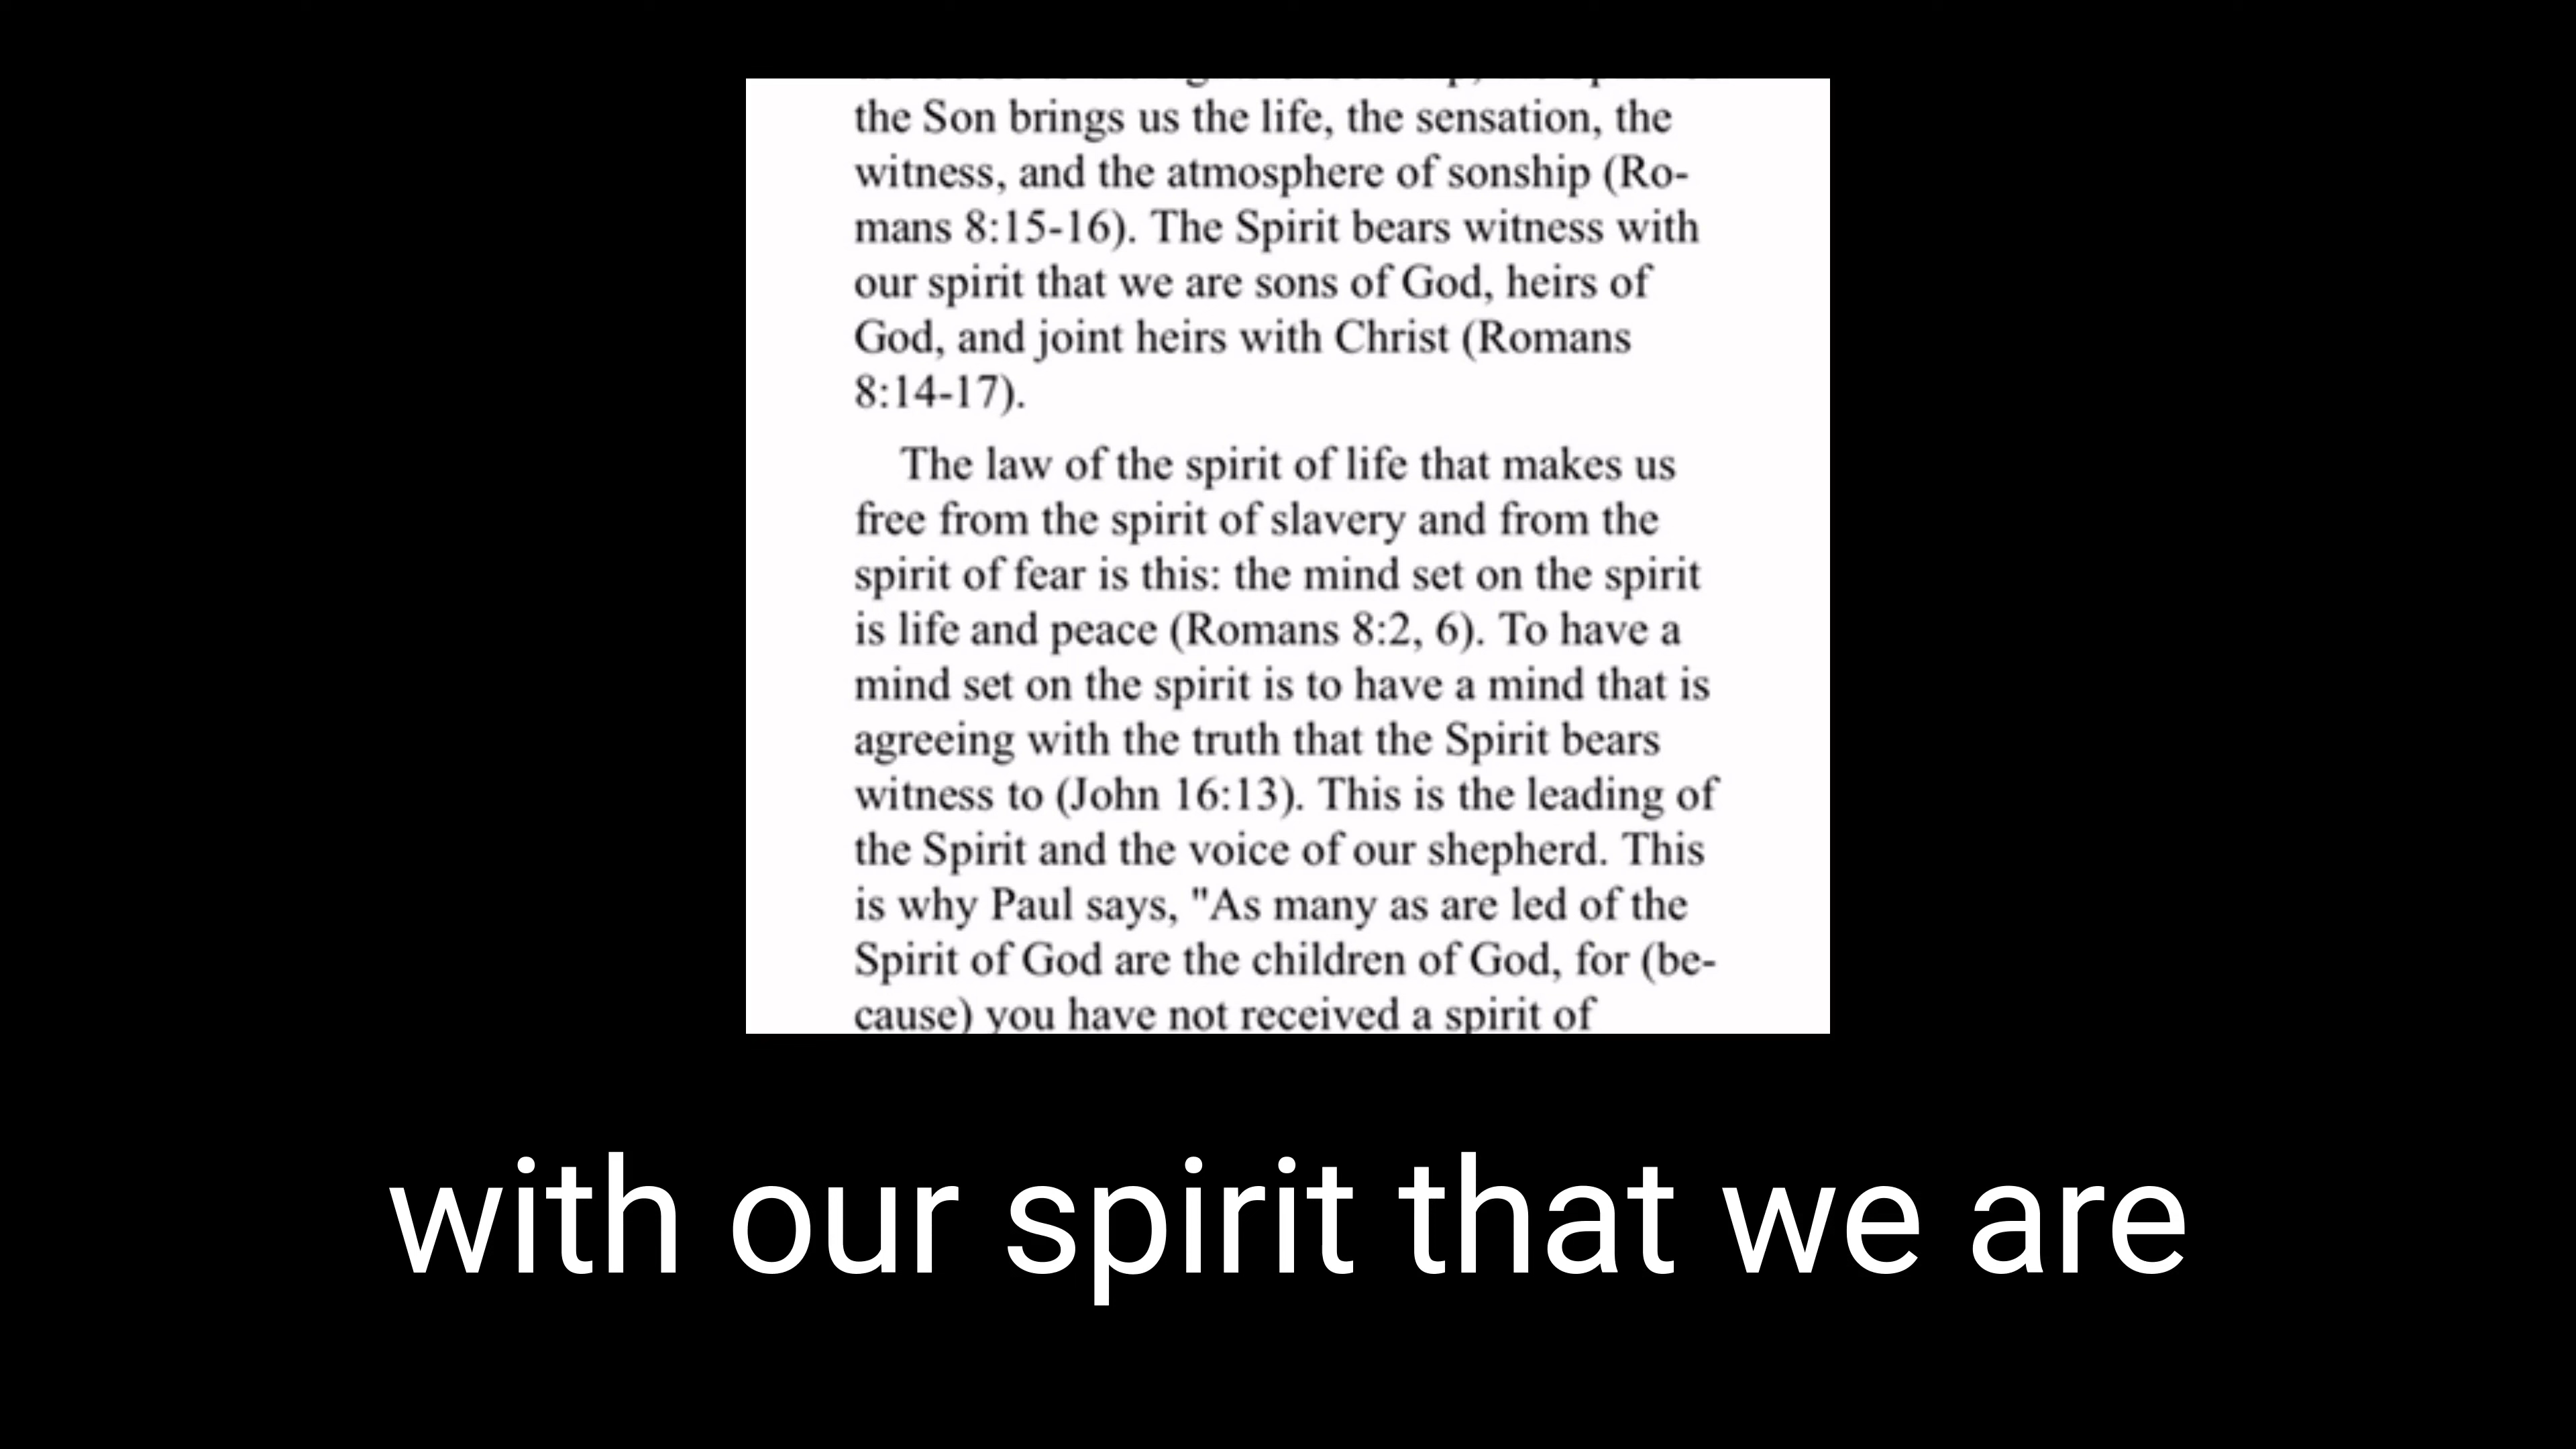 the Son brings us the life, the sensation, the
witness, and the atmosphere of sonship (Ro-
mans 8:15-16). The Spirit bears witness with
our spirit that we are sons of God, heirs of
God, and joint heirs with Christ (Romans
8:14-17).
The law of the spirit of life that makes us
free from the spirit of slavery and from the
spirit of fear is this: the mind set on the spirit
is life and peace (Romans 8:2, 6). To have a
mind set on the spirit is to have a mind that is
agreeing with the truth that the Spirit bears
witness to (John 16:13). This is the leading of
the Spirit and the voice of our shepherd. This
is why Paul says, "As many as are led of the
Spirit of God are the children of God, for (be-
cause) you have not received a spirit of
with our spirit that we are